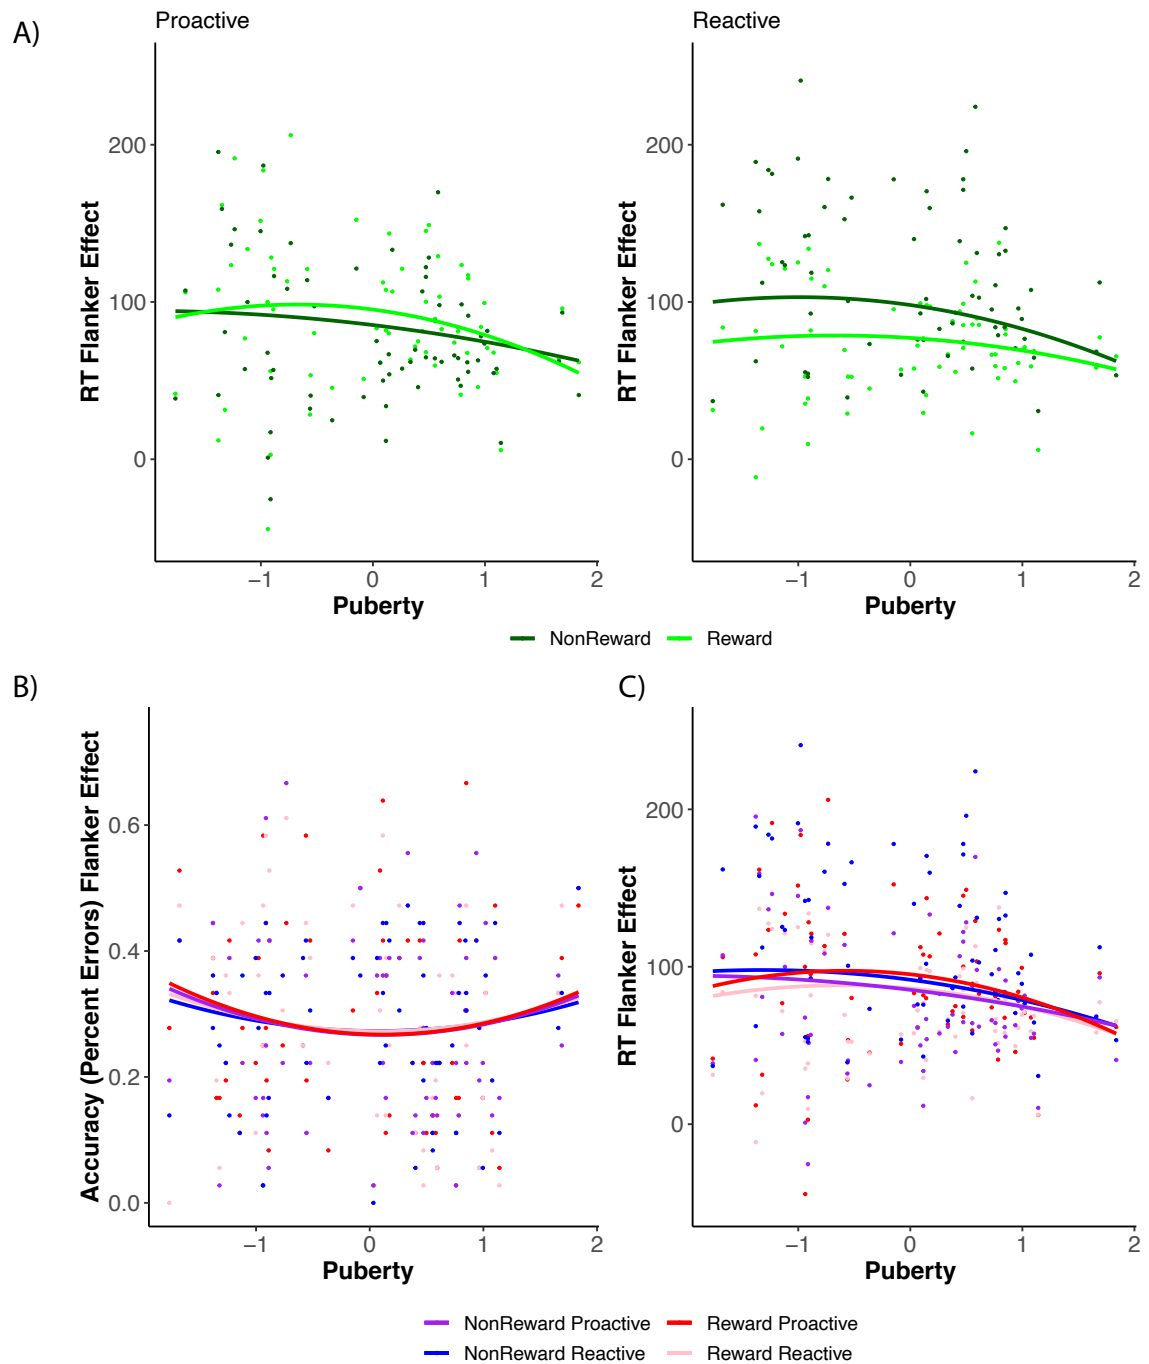 A)
Proactive
Reactive
RT Flanker Effect
200
100
0
−1 0 1 2
Puberty
RT Flanker Effect
200
100
0
−1 0 1 2
Puberty
NonReward Reward
B)
Accuracy (Percent Errors) Flanker Effect
0.6
0.4
0.2
0.0
−1 0 1 2
Puberty
C)
RT Flanker Effect
200
100
0
−1 0 1 2
Puberty
NonReward Proactive Reward Proactive
NonReward Reactive Reward Reactive